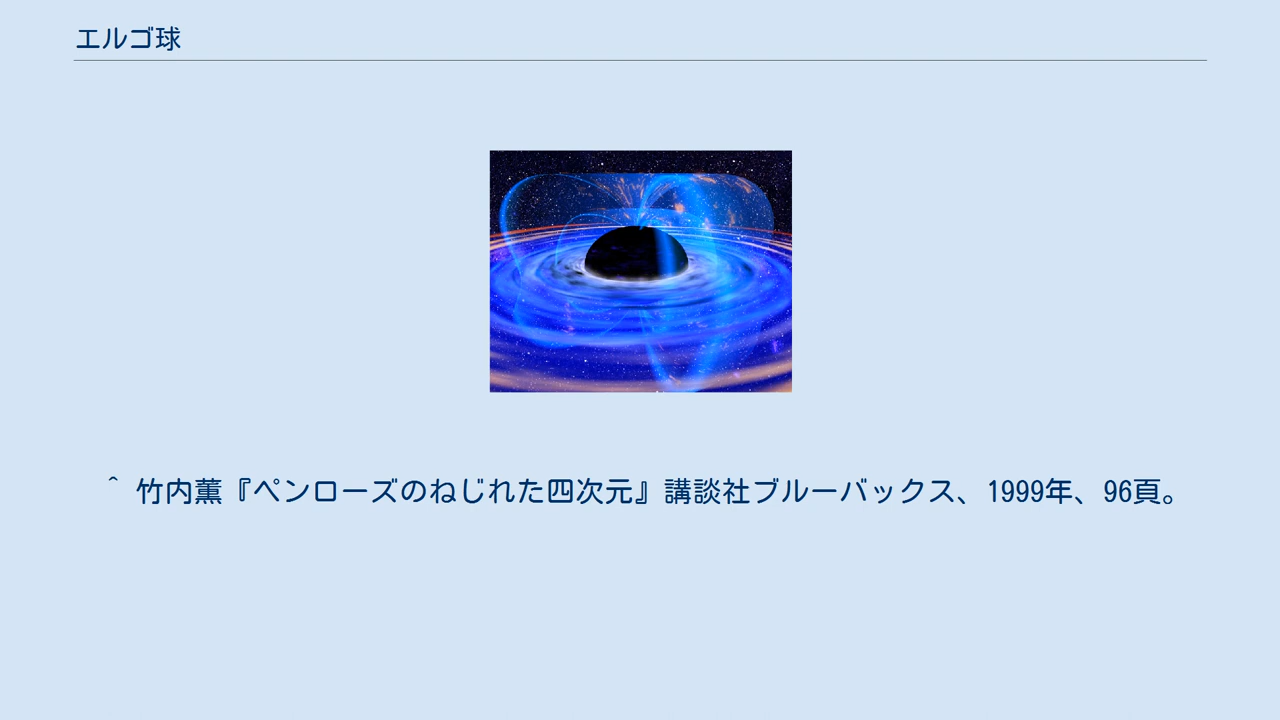 エルゴ球
^ 竹内薫『ペンローズのねじれた四次元』講談社ブルーバックス、1999年、96頁。